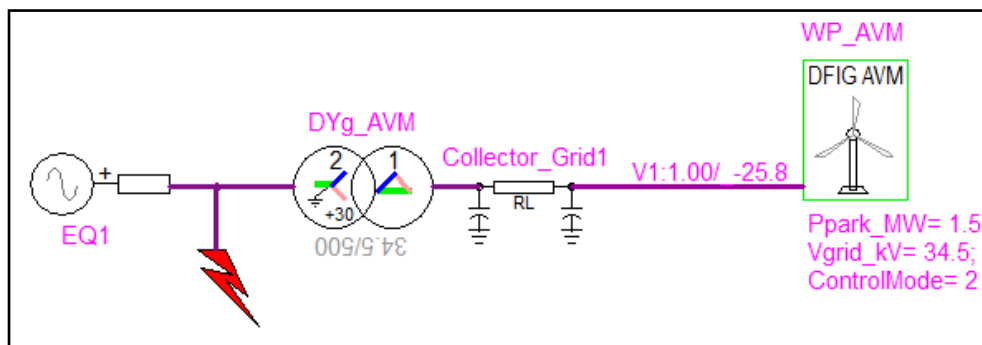 WP_AVM
DFIG AVM
DYg_AVM
2
1
+30
34.5/500
Collector_Grid1
RL
V1:1.00/_-25.8
+
EQ1
Ppark_MW= 1.5
Vgrid_kV= 34.5;
ControlMode= 2